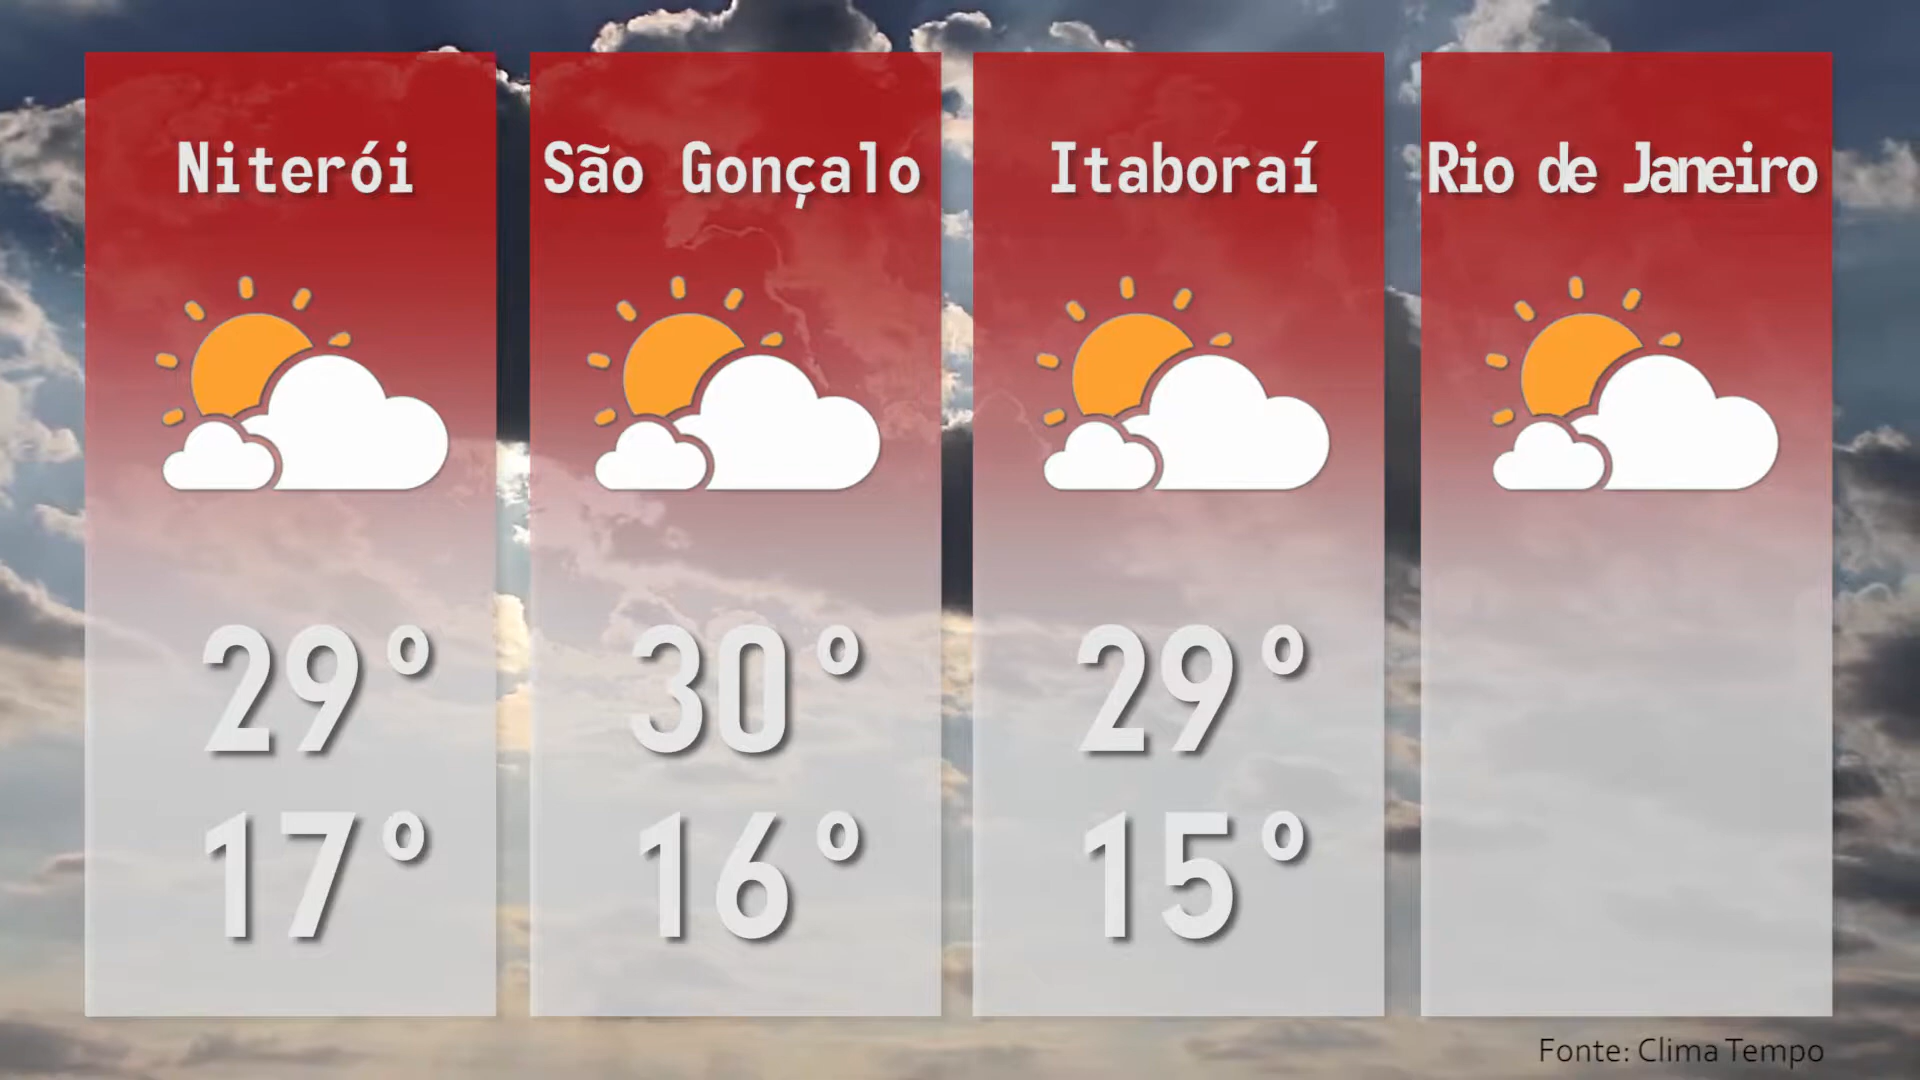 Niterói
29°
17°
São Gonçalo
30°
16°
Itaboraí
29°
15°
Rio de Janeiro
Fonte: Clima Tempo